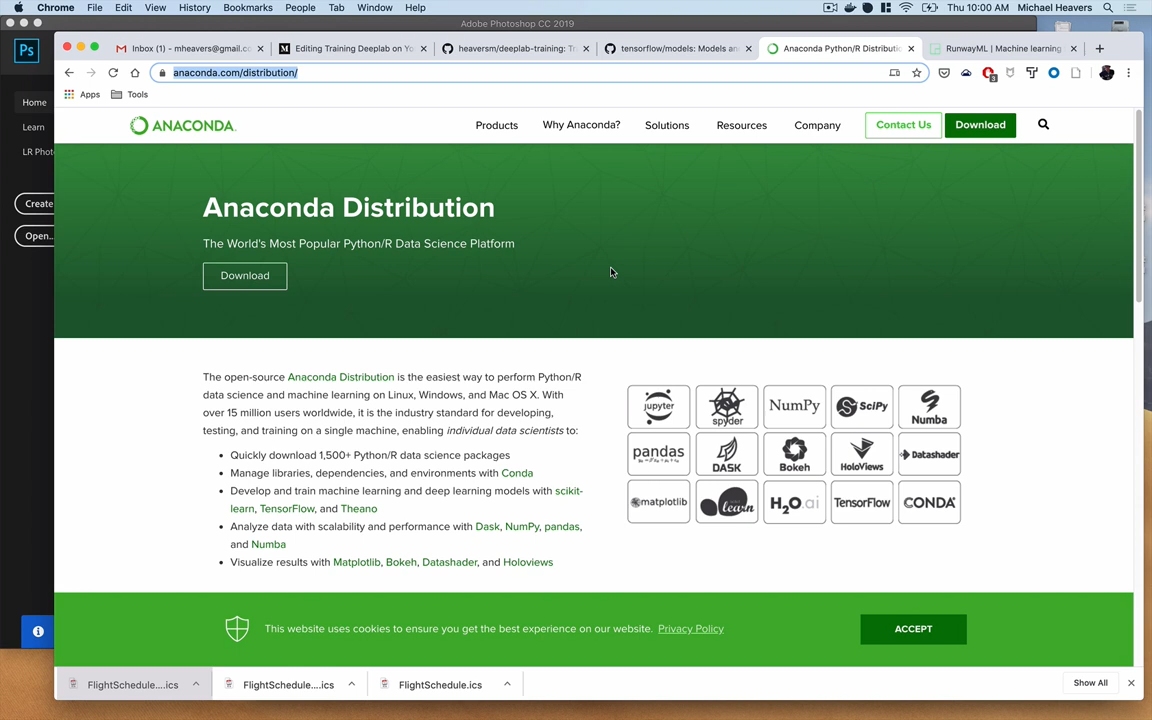 Chrome File Edit View History Bookmarks People Tab Window Help Thu 10:00 AM Michael Heavers
Adobe Photoshop CC 2019
Ps
Home
Learn
LR Phot
Create
Open...
Inbox (1) - mheavers@gmail.c
Editing Training Deeplab on Yo
heaversm/deeplab-training: T
tensorflow/models: Models an
Anaconda Python/R Distributi
RunwayML | Machine learning
anaconda.com/distribution/
3
Apps Tools
ANACONDA.
Products Why Anaconda? Solutions Resources Company Contact Us Download
Anaconda Distribution
The World's Most Popular Python/R Data Science Platform
Download
The open-source Anaconda Distribution is the easiest way to perform Python/R
data science and machine learning on Linux, Windows, and Mac OS X. With
over 15 million users worldwide, it is the industry standard for developing,
testing, and training on a single machine, enabling individual data scientists to:
• Quickly download 1,500+ Python/R data science packages
• Manage libraries, dependencies, and environments with Conda
• Develop and train machine learning and deep learning models with scikit-
learn, TensorFlow, and Theano
• Analyze data with scalability and performance with Dask, NumPy, pandas,
and Numba
• Visualize results with Matplotlib, Bokeh, Datashader, and Holoviews
jupyter spyder NumPy SciPy Numba
pandas DASK Bokeh HoloViews Datashader
matplotlib learn H2O.ai TensorFlow CONDA
This website uses cookies to ensure you get the best experience on our website. Privacy Policy
ACCEPT
FlightSchedule....ics FlightSchedule....ics FlightSchedule.ics Show All